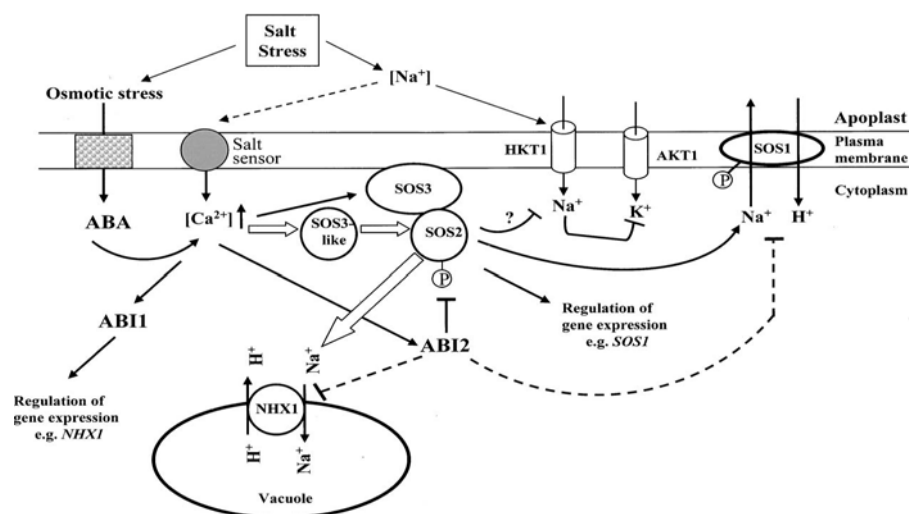 Salt
Stress
[Na⁺]
Osmotic stress
Apoplast
Salt
sensor
HKT1
AKT1
SOS1
Plasma
membrane
P
Cytoplasm
SOS3
ABA
[Ca²⁺]
SOS3-
like
SOS2
?
Na⁺
K⁺
Na⁺
H⁺
P
ABI1
ABI2
Regulation of
gene expression
e.g. SOS1
H⁺
Na⁺
Regulation of
gene expression
e.g. NHX1
NHX1
H⁺
Na⁺
Vacuole